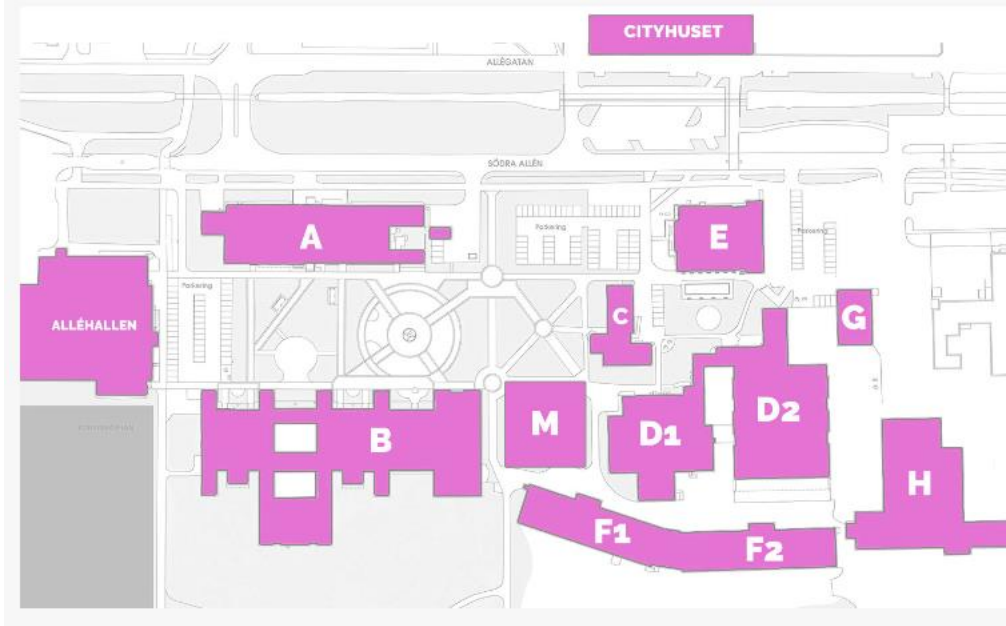 CITYHUSET
ALLÉGATAN
SÖDRA ALLÉN
A
Parkering
E
Parkering
ALLÉHALLEN
Parkering
C
G
B
M
D1
D2
H
F1
F2